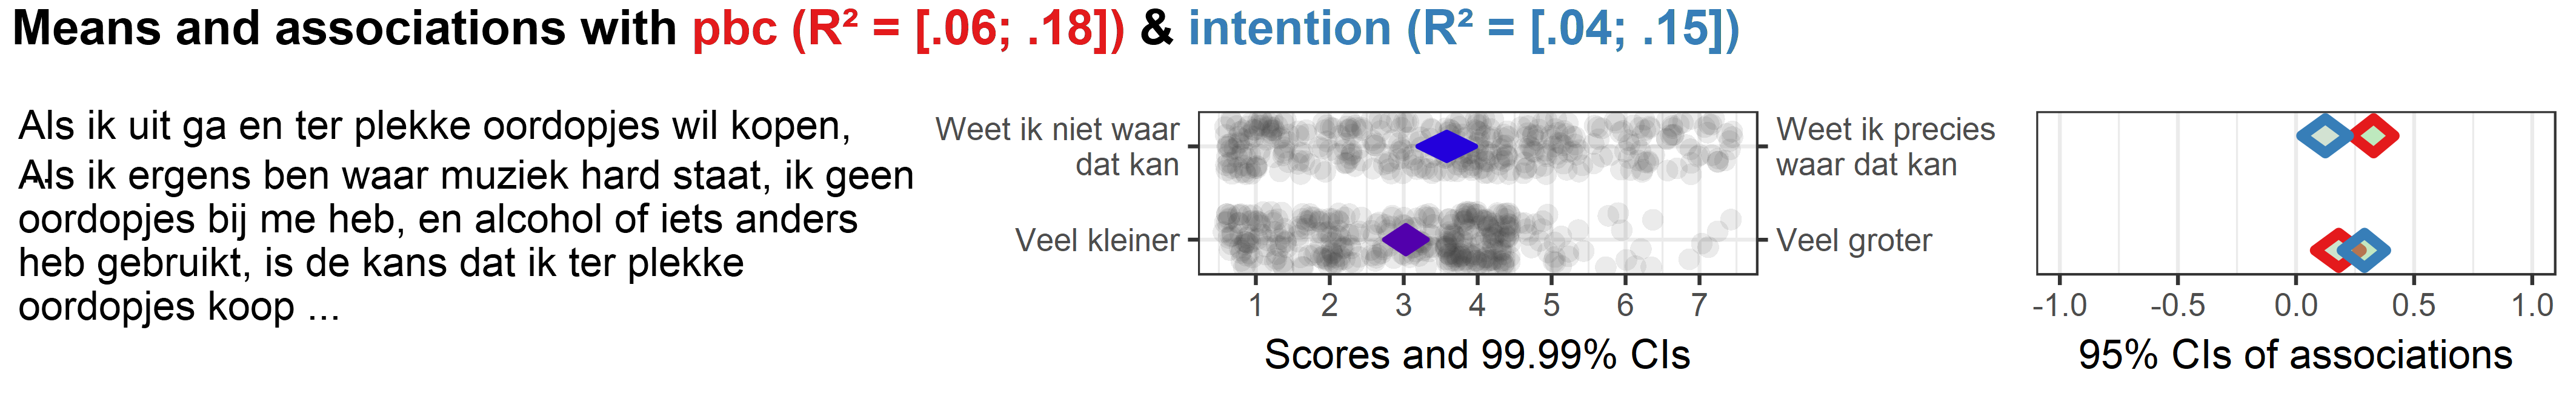 Means and associations with pbc (R² = [.06; .18]) & intention (R² = [.04; .15])
Als ik uit ga en ter plekke oordopjes wil kopen,
...
Als ik ergens ben waar muziek hard staat, ik geen
oordopjes bij me heb, en alcohol of iets anders
heb gebruikt, is de kans dat ik ter plekke
oordopjes koop ...
Weet ik niet waar
dat kan
Veel kleiner
Weet ik precies
waar dat kan
Veel groter
1 2 3 4 5 6 7
Scores and 99.99% CIs
-1.0 -0.5 0.0 0.5 1.0
95% CIs of associations